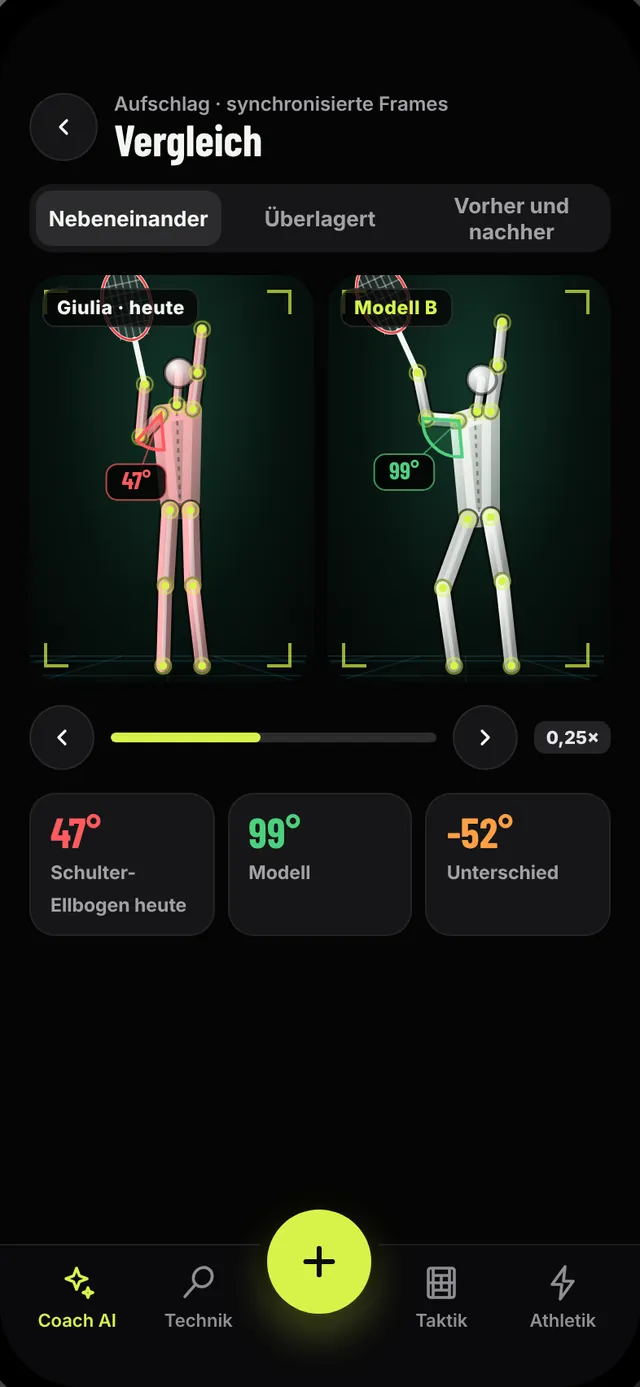 Aufschlag · synchronisierte Frames
Vergleich
Nebeneinander
Überlagert
Vorher und
nachher
Giulia · heute
Modell B
47°
99°
0,25×
47°
Schulter-
Ellbogen heute
99°
Modell
-52°
Unterschied
Coach AI
Technik
Taktik
Athletik